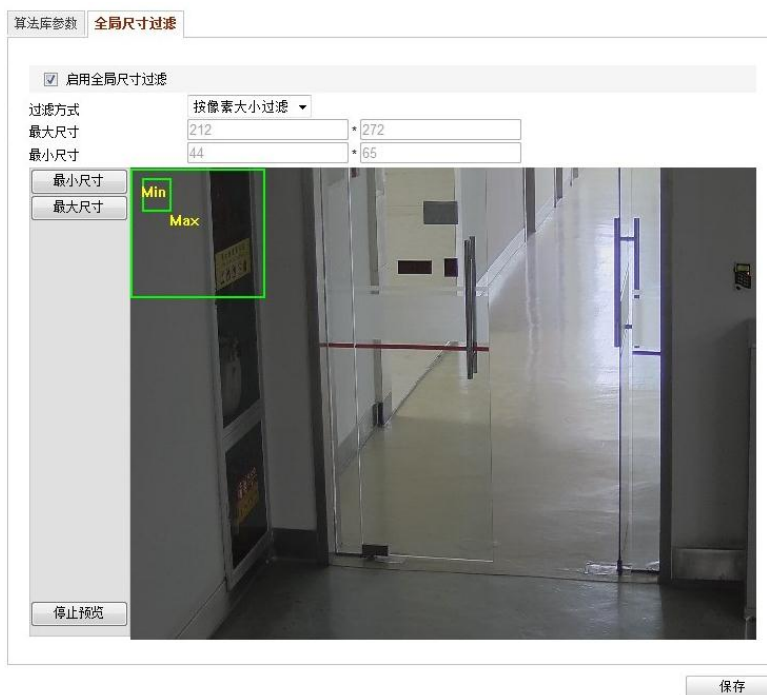 算法库参数 全局尺寸过滤
启用全局尺寸过滤
过滤方式 按像素大小过滤
最大尺寸 212 * 272
最小尺寸 44 * 65
最小尺寸
最大尺寸
Min
Max
停止预览
保存